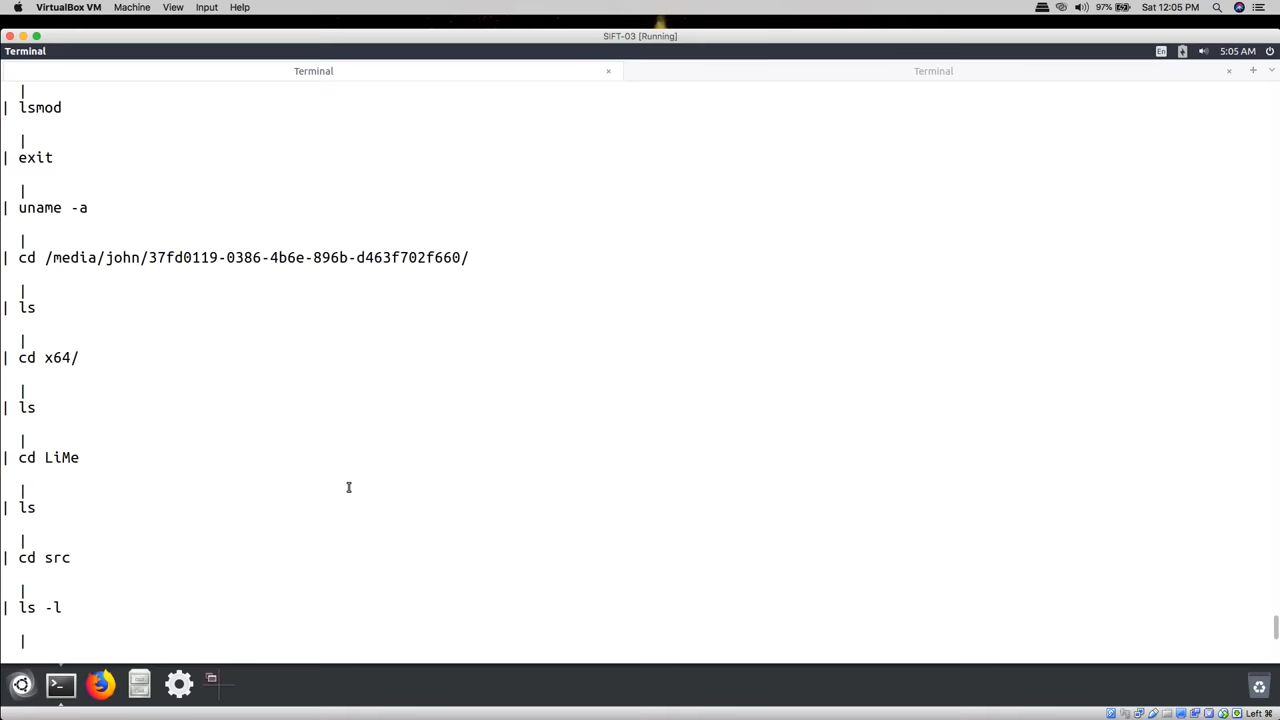 VirtualBox VM Machine View Input Help 97% Sat 12:05 PM
SIFT-03 [Running]
Terminal En 5:05 AM
Terminal × Terminal × +
|
| lsmod
|
| exit
|
| uname -a
|
| cd /media/john/37fd0119-0386-4b6e-896b-d463f702f660/
|
| ls
|
| cd x64/
|
| ls
|
| cd LiMe
|
| ls
|
| cd src
|
| ls -l
|
Left ⌘